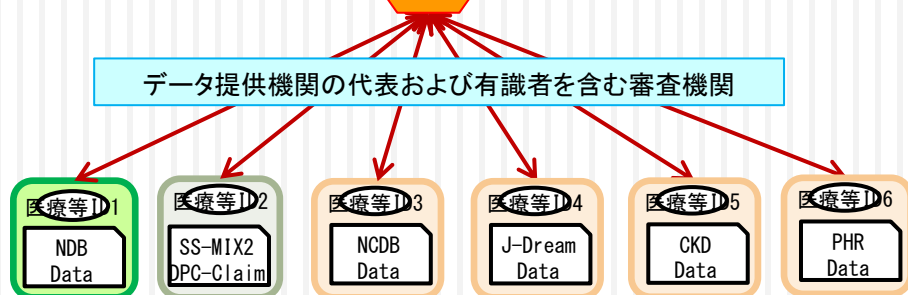 データ提供機関の代表および有識者を含む審査機関
医療等ID1
医療等ID2
医療等ID3
医療等ID4
医療等ID5
医療等ID6
NDB
Data
SS-MIX2
DPC-Claim
NCDB
Data
J-Dream
Data
CKD
Data
PHR
Data